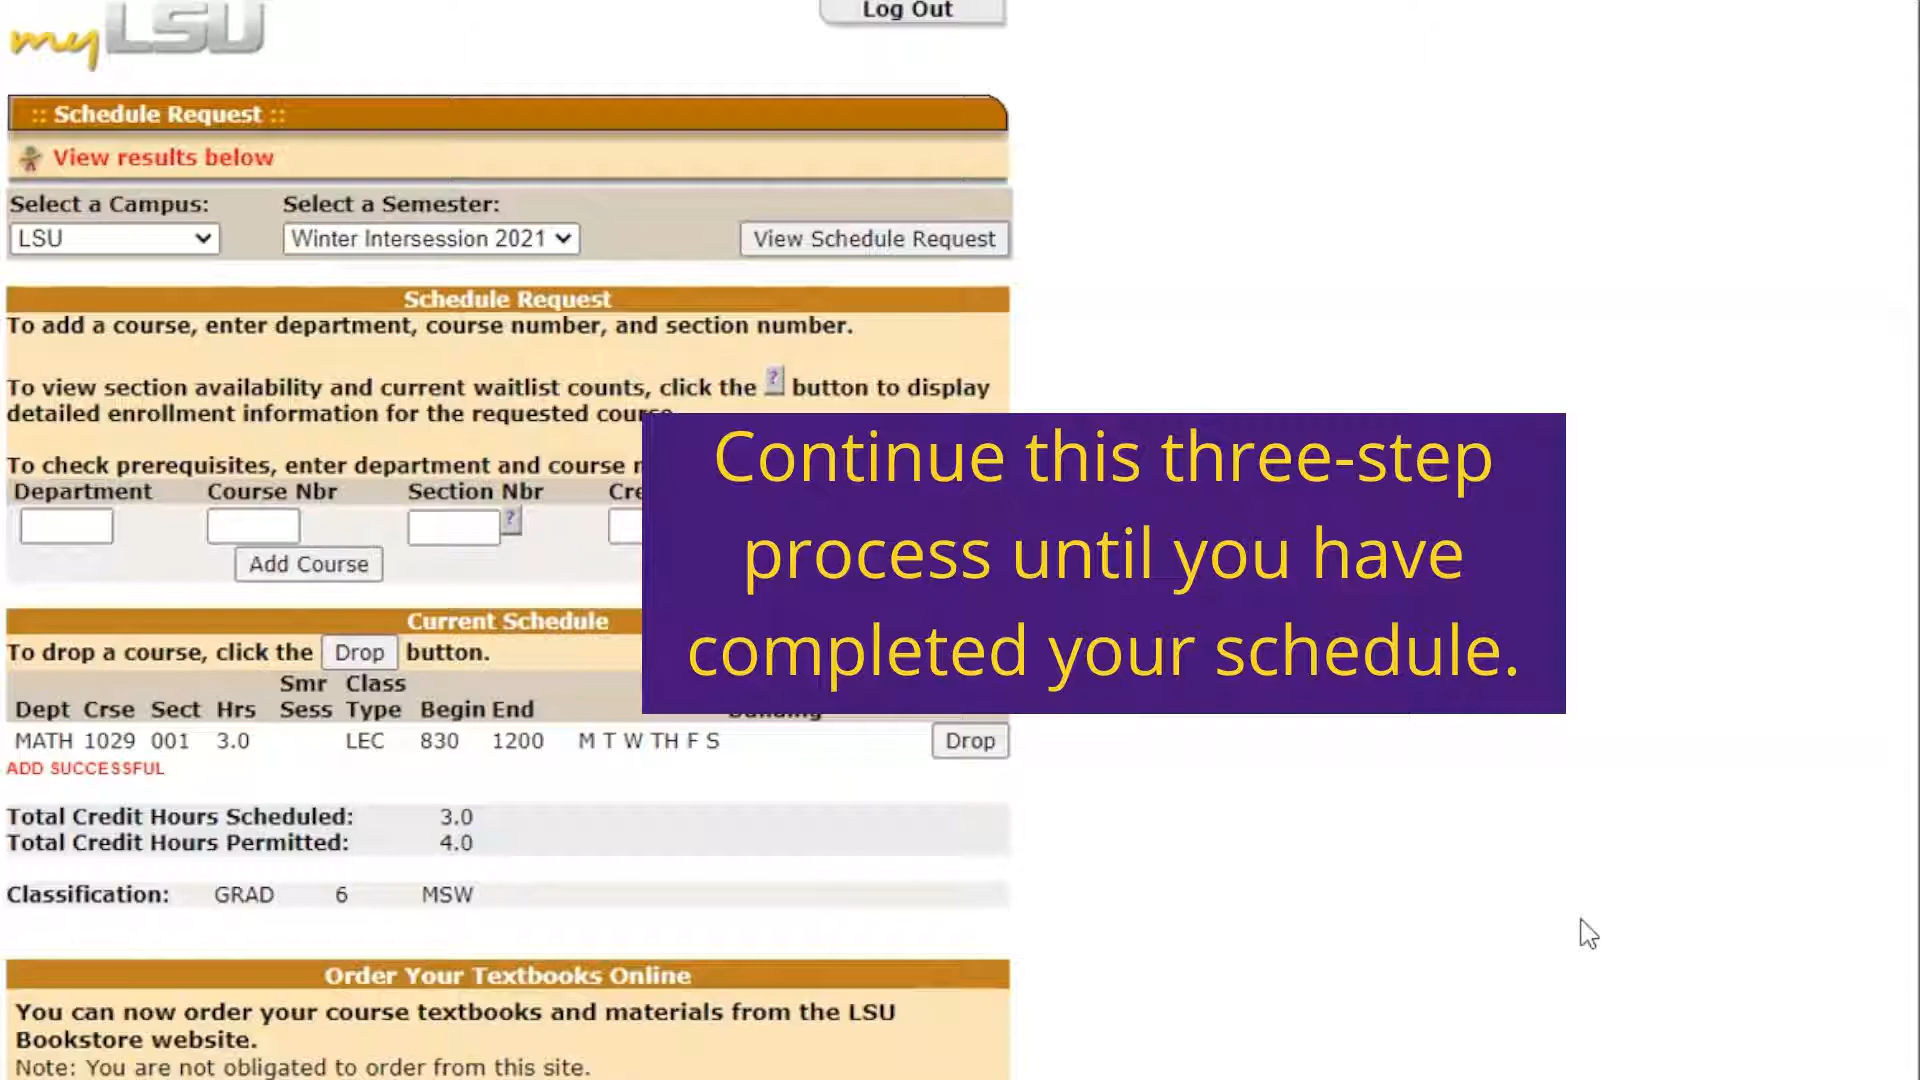 Log Out
myLSU
:: Schedule Request ::
View results below
Select a Campus: Select a Semester:
LSU Winter Intersession 2021 View Schedule Request
Schedule Request
To add a course, enter department, course number, and section number.
To view section availability and current waitlist counts, click the ? button to display
detailed enrollment information for the requested course.
To check prerequisites, enter department and course
Department Course Nbr Section Nbr
?
Add Course
Continue this three-step
process until you have
completed your schedule.
Current Schedule
To drop a course, click the Drop button.
Smr Class
Dept Crse Sect Hrs Sess Type Begin End Building
MATH 1029 001 3.0 LEC 830 1200 M T W TH F S Drop
ADD SUCCESSFUL
Total Credit Hours Scheduled: 3.0
Total Credit Hours Permitted: 4.0
Classification: GRAD 6 MSW
Order Your Textbooks Online
You can now order your course textbooks and materials from the LSU
Bookstore website.
Note: You are not obligated to order from this site.